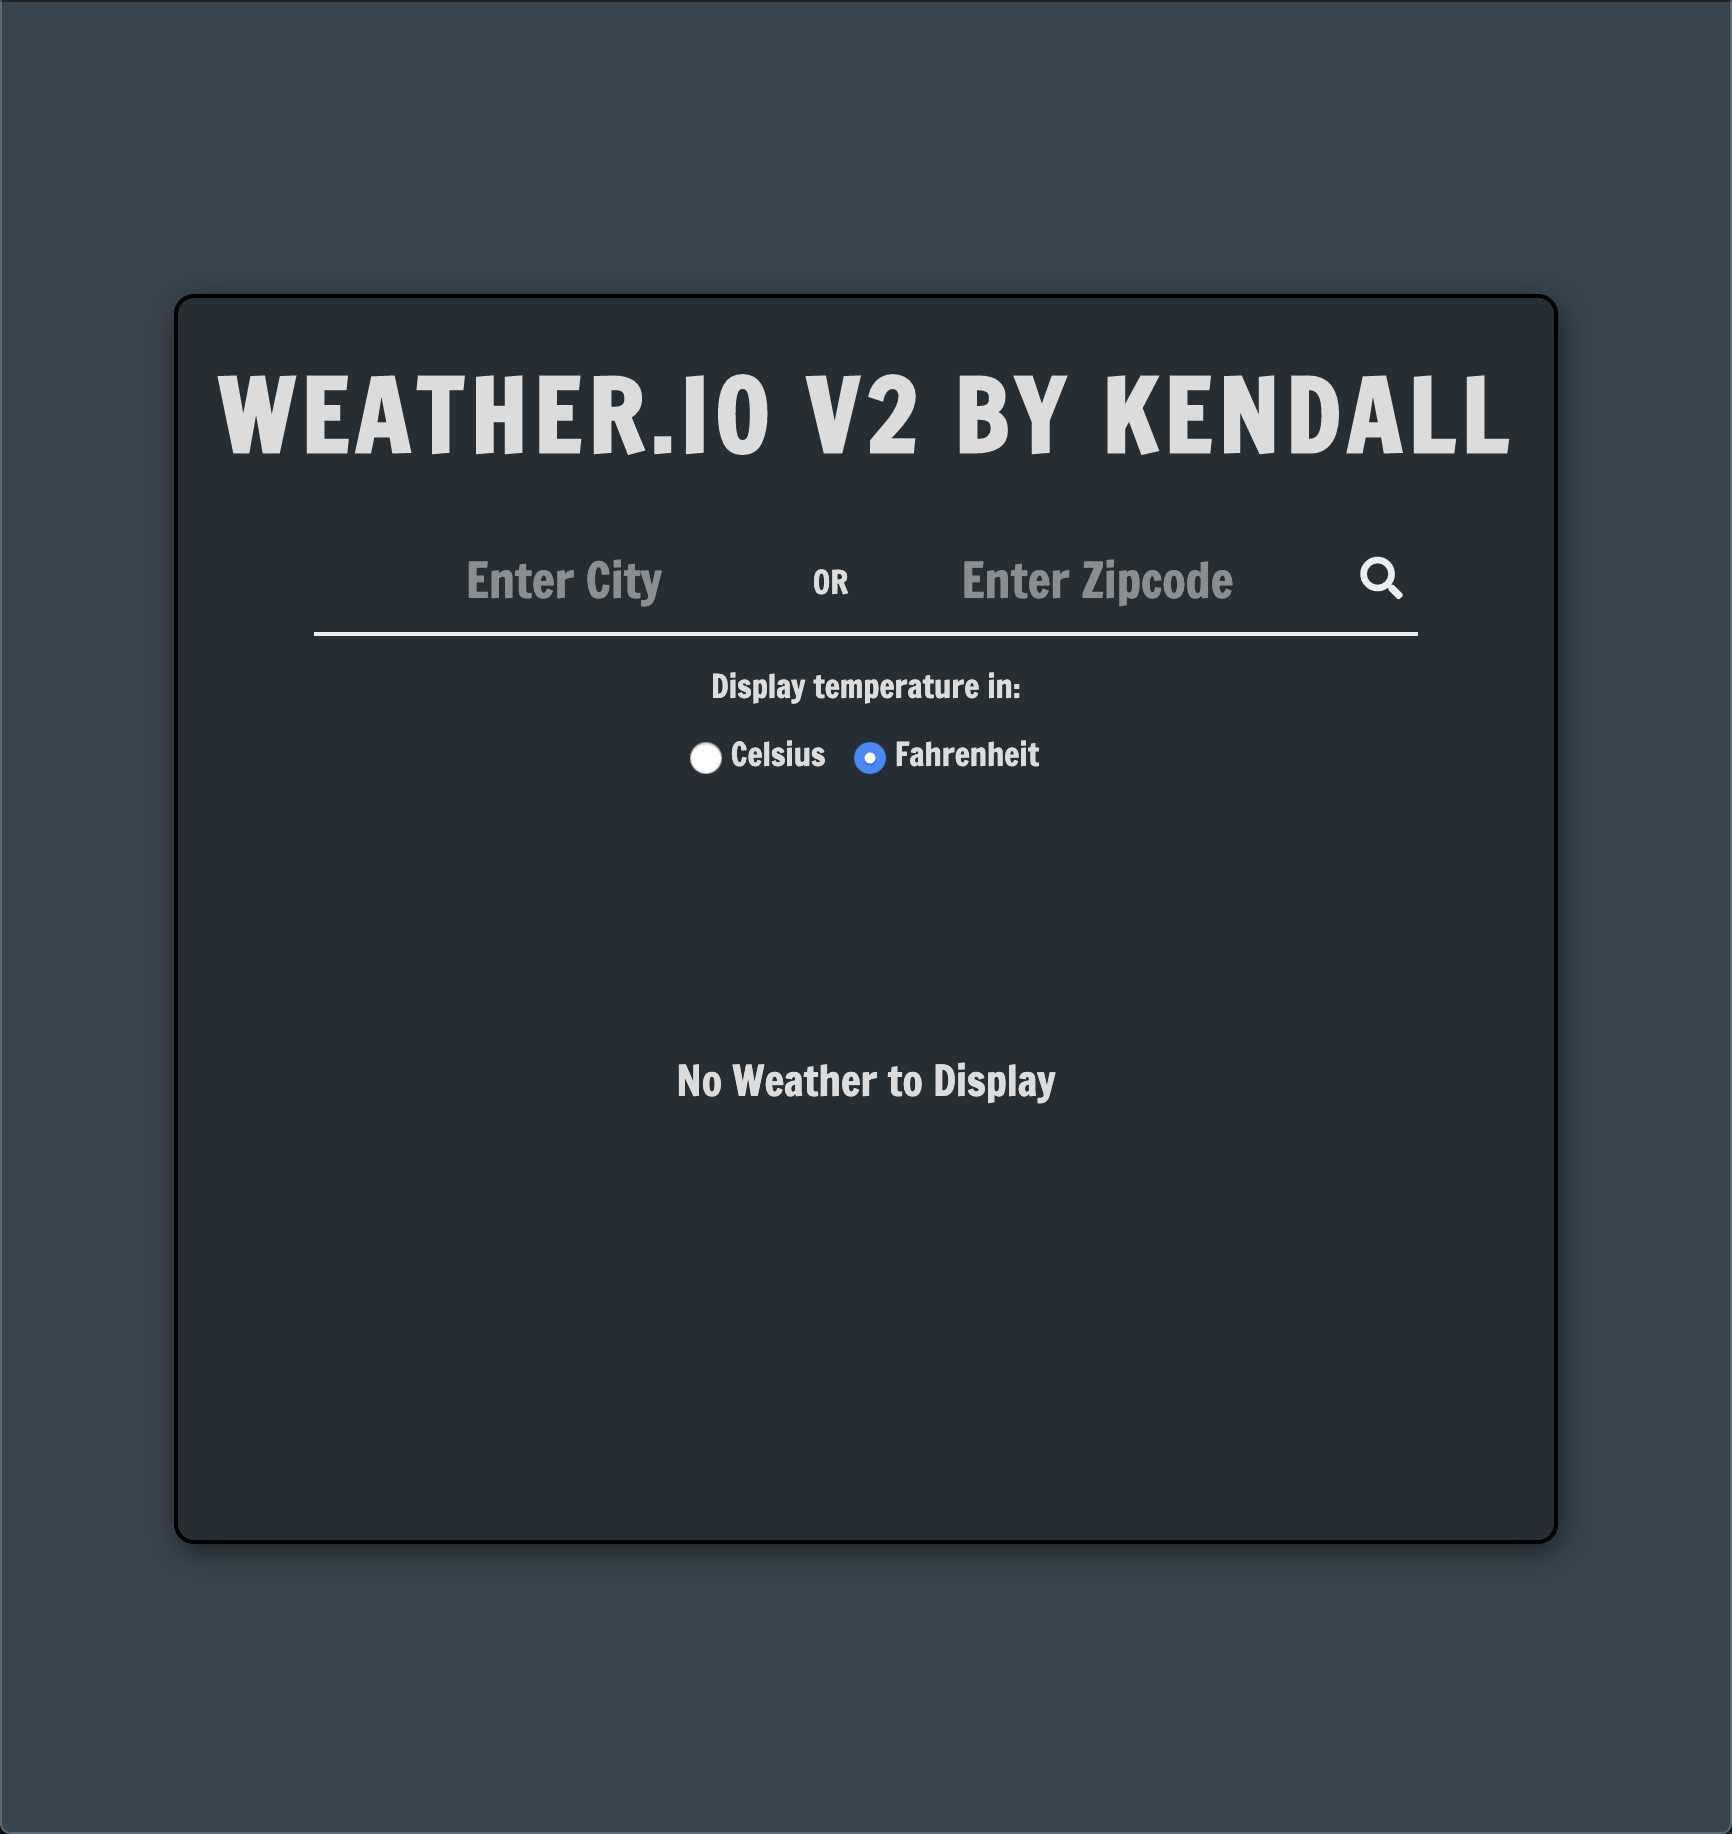 WEATHER.IO V2 BY KENDALL
Enter City OR Enter Zipcode
Display temperature in:
Celsius Fahrenheit
No Weather to Display